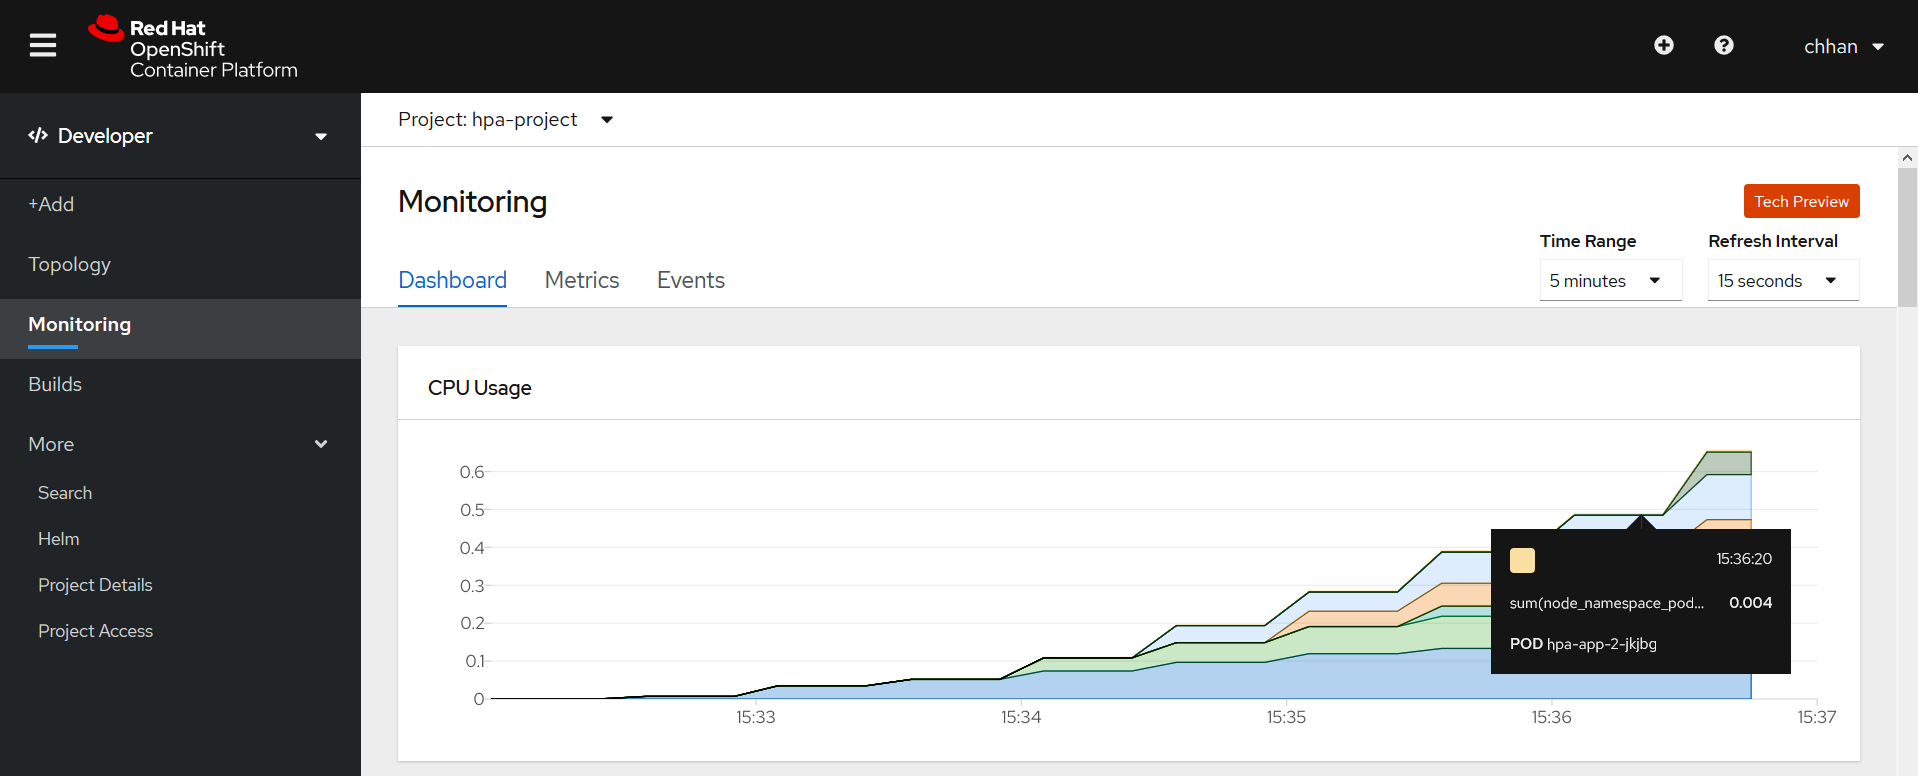 Red Hat
OpenShift
Container Platform
chhan
Developer
+Add
Topology
Monitoring
Builds
More
Search
Helm
Project Details
Project Access
Project: hpa-project
Monitoring
Tech Preview
Time Range
Refresh Interval
5 minutes
15 seconds
Dashboard
Metrics
Events
CPU Usage
0.6
0.5
0.4
0.3
0.2
0.1
0
15:33
15:34
15:35
15:36
15:37
15:36:20
sum(node_namespace_pod... 0.004
POD hpa-app-2-jkjbg